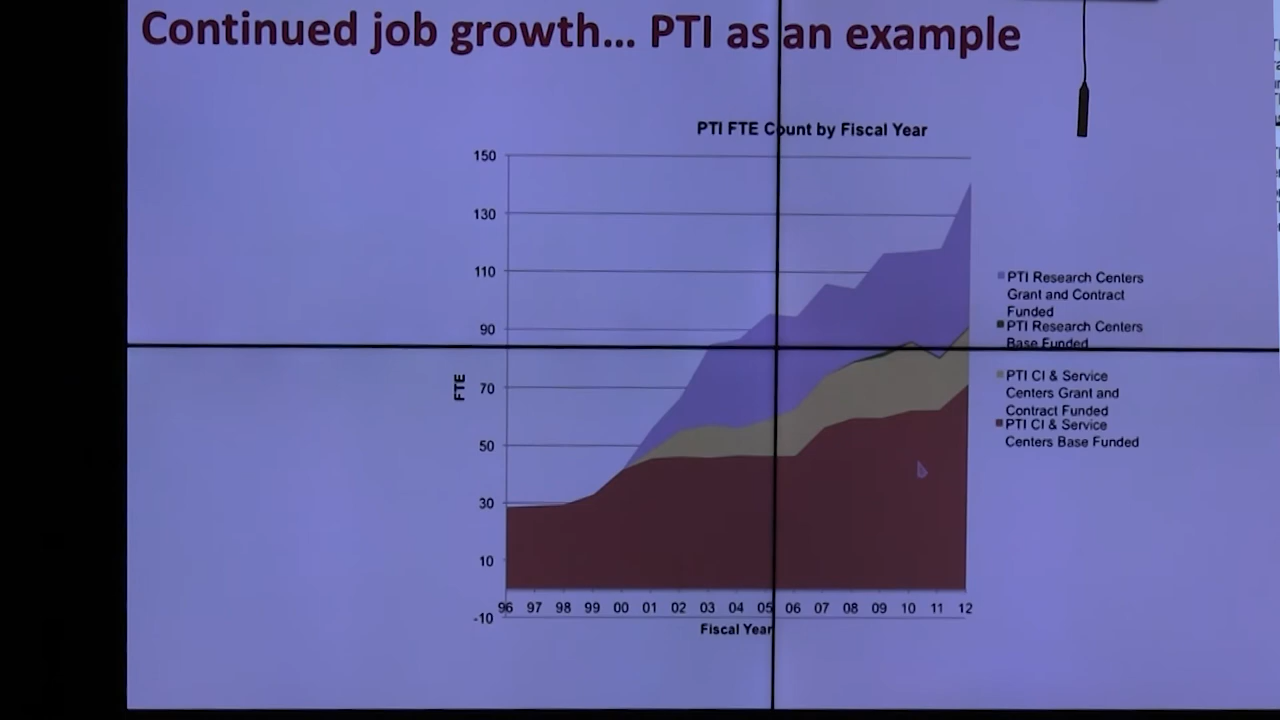 Continued job growth... PTI as an example
PTI FTE Count by Fiscal Year
150
130
110
90
70
50
30
10
-10
FTE
96 97 98 99 00 01 02 03 04 05 06 07 08 09 10 11 12
Fiscal Year
PTI Research Centers
Grant and Contract
Funded
PTI Research Centers
Base Funded
PTI CI & Service
Centers Grant and
Contract Funded
PTI CI & Service
Centers Base Funded